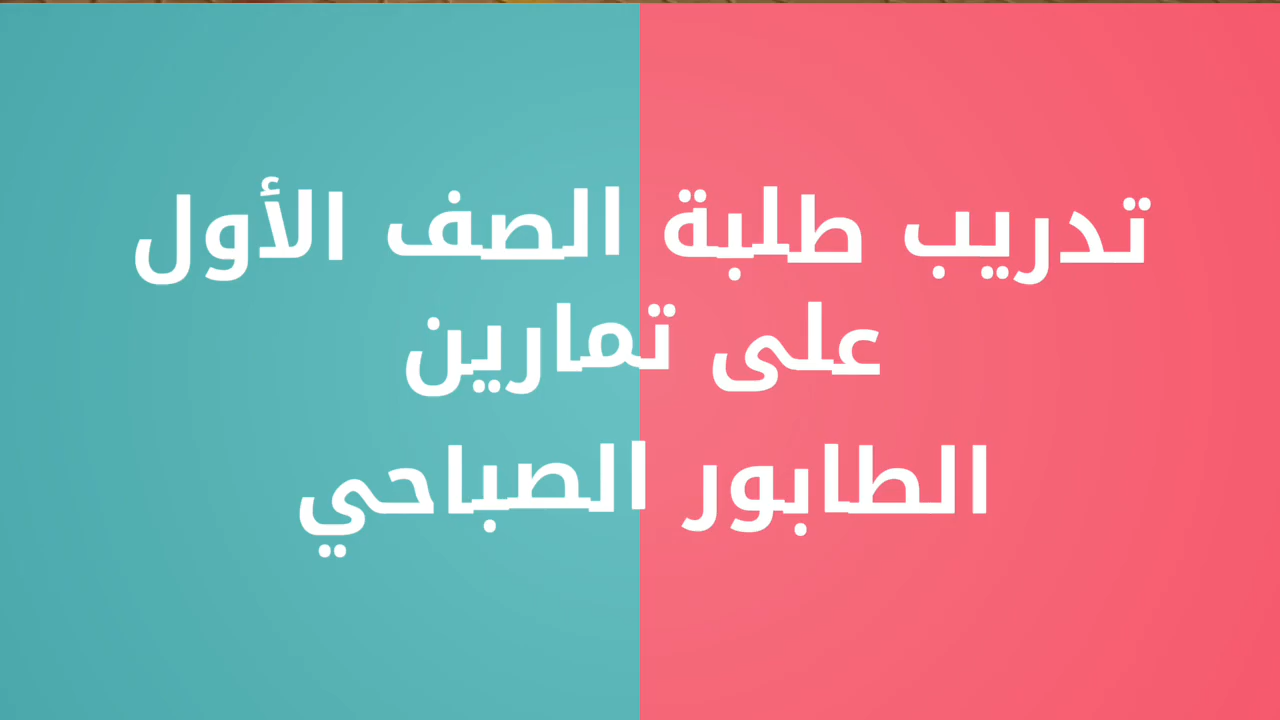 تدريب طلبة الصف الأول
على تمارين
الطابور الصباحي